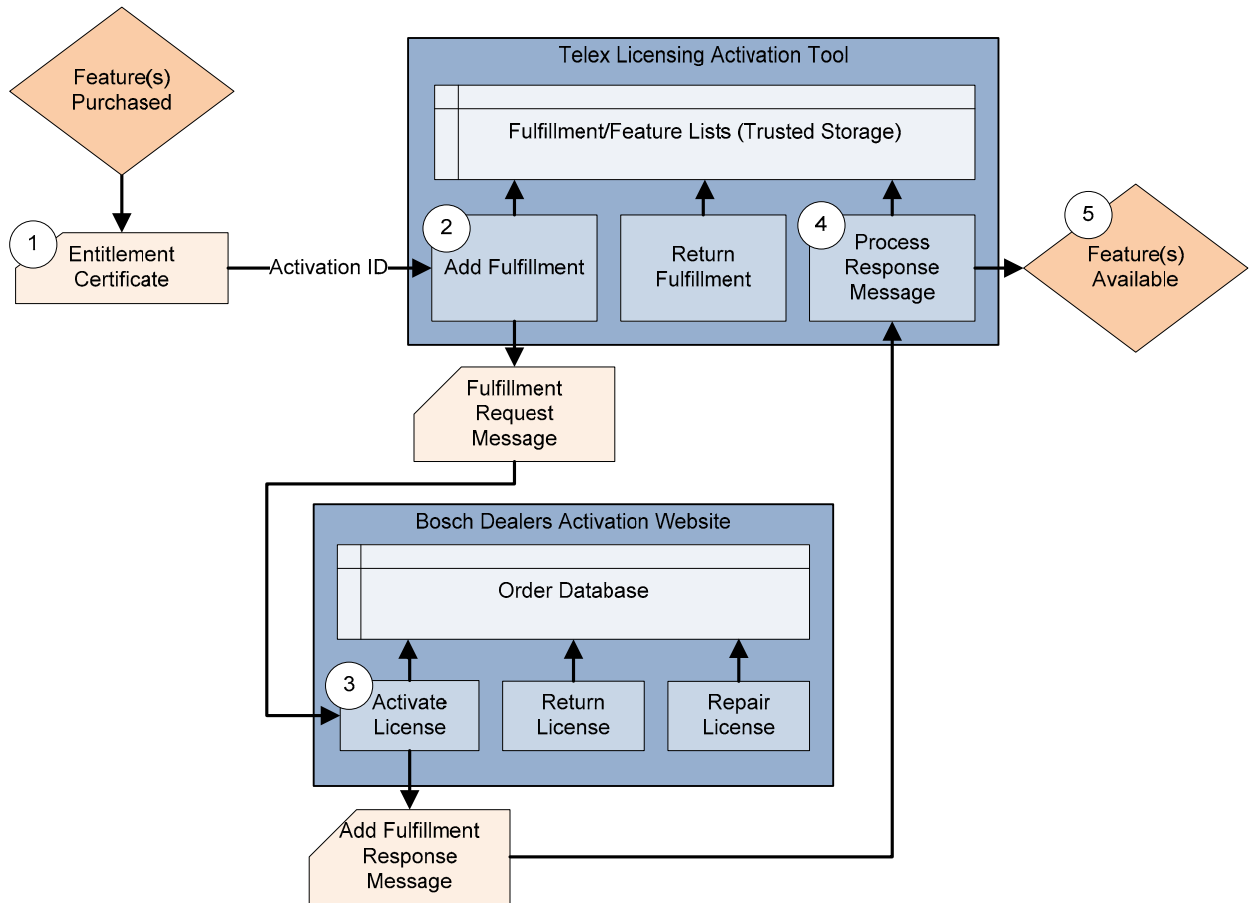 Feature(s)
Purchased
1
Entitlement
Certificate
Activation ID
Telex Licensing Activation Tool
Fulfillment/Feature Lists (Trusted Storage)
2
Add Fulfillment
Return
Fulfillment
4
Process
Response
Message
5
Feature(s)
Available
Fulfillment
Request
Message
Bosch Dealers Activation Website
Order Database
3
Activate
License
Return
License
Repair
License
Add Fulfillment
Response
Message